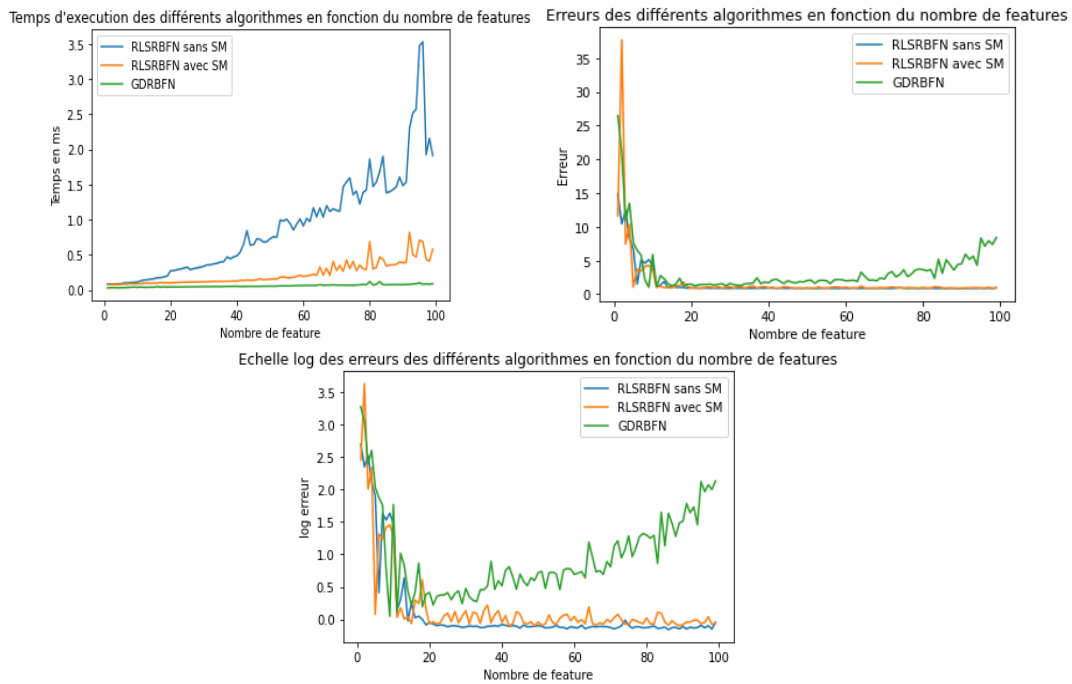 Temps d'execution des différents algorithmes en fonction du nombre de features
3.5
3.0
2.5
2.0
1.5
1.0
0.5
0.0
Temps en ms
RLSRBFN sans SM
RLSRBFN avec SM
GDRBFN
0 20 40 60 80 100
Nombre de feature
Erreurs des différents algorithmes en fonction du nombre de features
35
30
25
20
15
10
5
0
Erreur
RLSRBFN sans SM
RLSRBFN avec SM
GDRBFN
0 20 40 60 80 100
Nombre de feature
Echelle log des erreurs des différents algorithmes en fonction du nombre de features
3.5
3.0
2.5
2.0
1.5
1.0
0.5
0.0
log erreur
RLSRBFN sans SM
RLSRBFN avec SM
GDRBFN
0 20 40 60 80 100
Nombre de feature